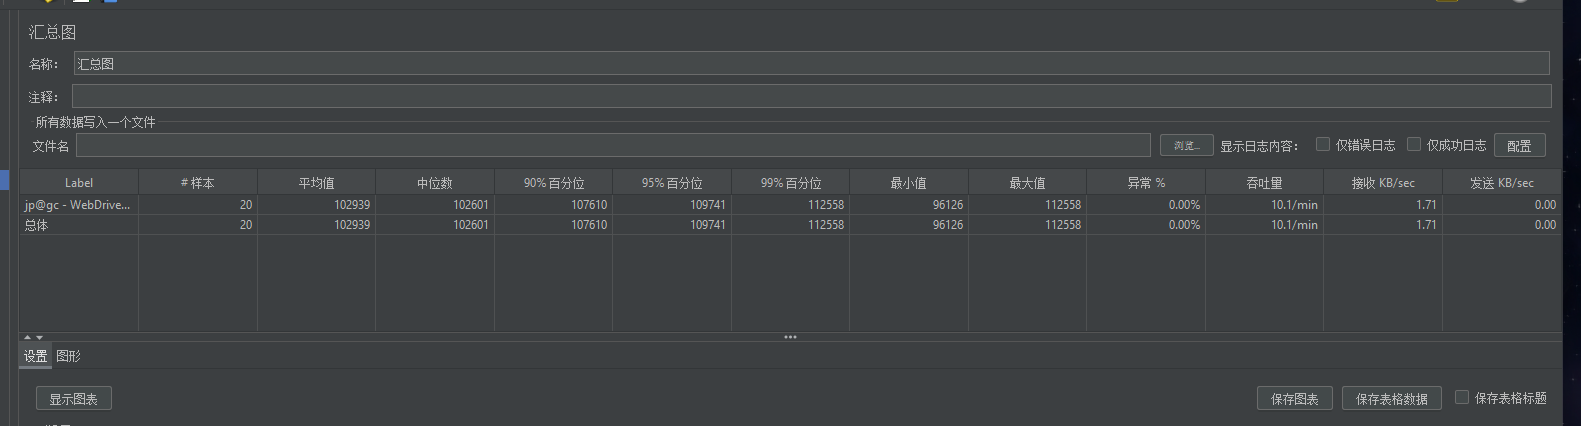 汇总图
名称： 汇总图
注释：
所有数据写入一个文件
文件名 浏览... 显示日志内容： 仅错误日志 仅成功日志 配置
Label # 样本 平均值 中位数 90% 百分位 95% 百分位 99% 百分位 最小值 最大值 异常 % 吞吐量 接收 KB/sec 发送 KB/sec
jp@gc - WebDrive... 20 102939 102601 107610 109741 112558 96126 112558 0.00% 10.1/min 1.71 0.00
总体 20 102939 102601 107610 109741 112558 96126 112558 0.00% 10.1/min 1.71 0.00
设置 图形
显示图表 保存图表 保存表格数据 保存表格标题